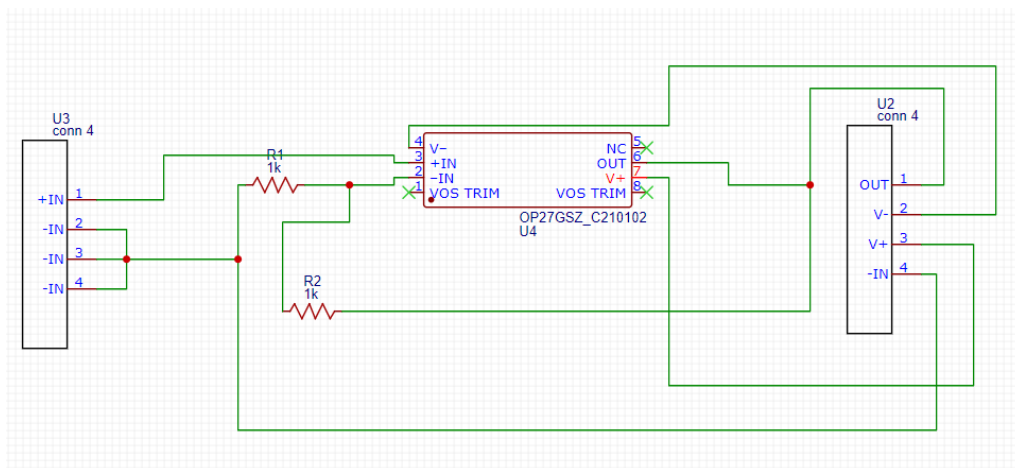 U3
conn 4
+IN 1
-IN 2
-IN 3
-IN 4
R1
1k
R2
1k
4 V- NC 5
3 +IN OUT 6
2 -IN V+ 7
1 VOS TRIM VOS TRIM 8
OP27GSZ_C210102
U4
U2
conn 4
OUT 1
V- 2
V+ 3
-IN 4